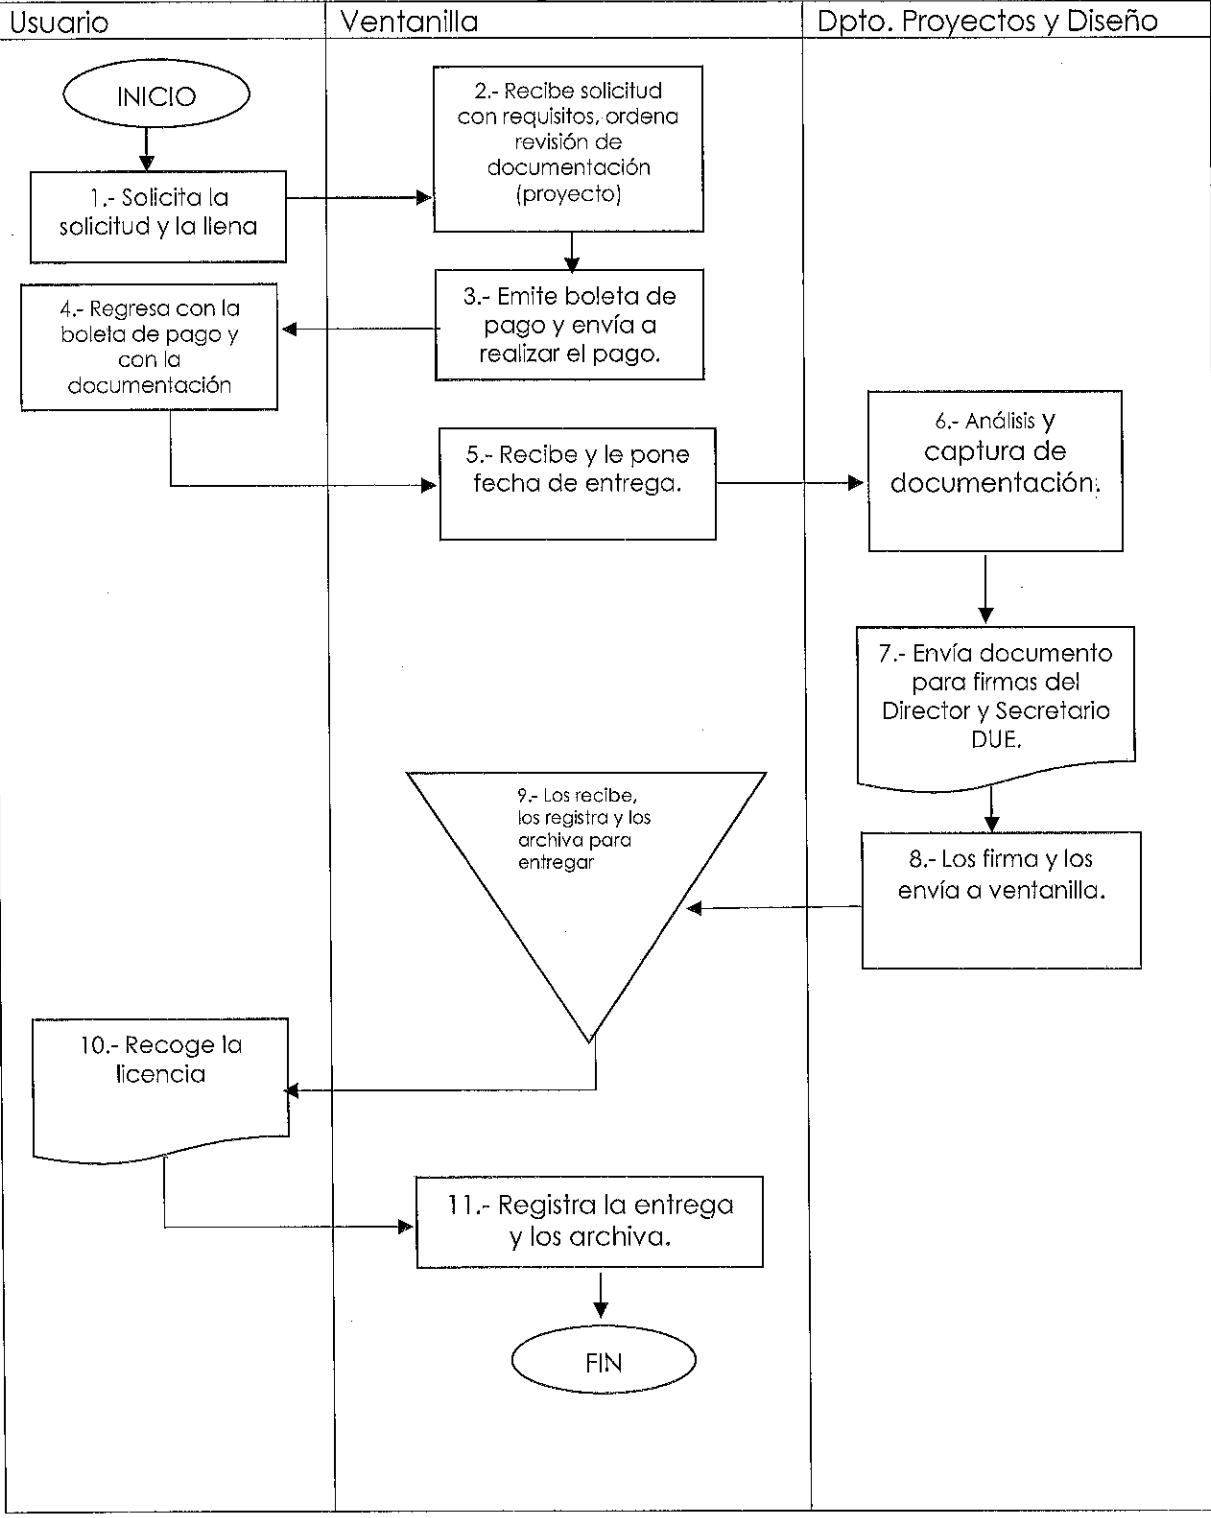 Usuario
Ventanilla
Dpto. Proyectos y Diseño
INICIO
1.- Solicita la
solicitud y la llena
2.- Recibe solicitud
con requisitos, ordena
revisión de
documentación
(proyecto)
3.- Emite boleta de
pago y envía a
realizar el pago.
4.- Regresa con la
boleta de pago y
con la
documentación
5.- Recibe y le pone
fecha de entrega.
6.- Análisis y
captura de
documentación.
7.- Envía documento
para firmas del
Director y Secretario
DUE.
8.- Los firma y los
envía a ventanilla.
9.- Los recibe,
los registra y los
archiva para
entregar
10.- Recoge la
licencia
11.- Registra la entrega
y los archiva.
FIN